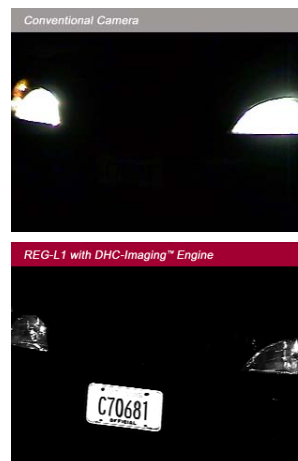 Conventional Camera
REG-L1 with DHC-Imaging™ Engine
C70681
OFFICIAL